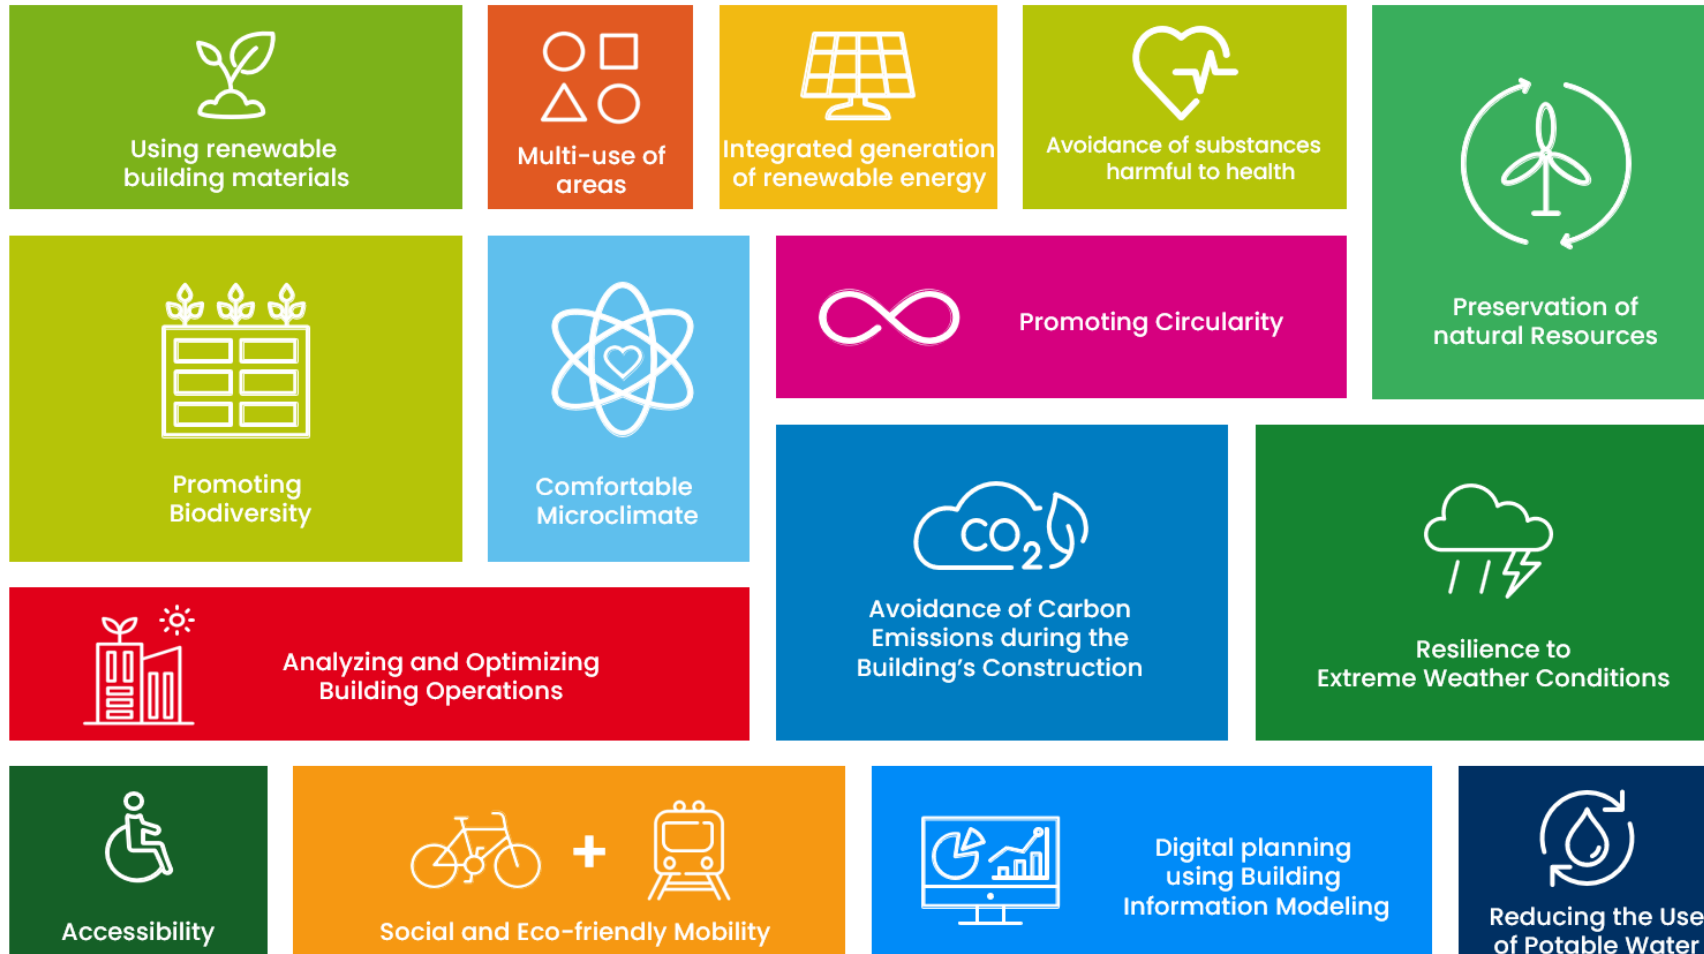 Using renewable
building materials
Multi-use of
areas
Integrated generation
of renewable energy
Avoidance of substances
harmful to health
Preservation of
natural Resources
Promoting
Biodiversity
Comfortable
Microclimate
Promoting Circularity
CO2
Avoidance of Carbon
Emissions during the
Building's Construction
Resilience to
Extreme Weather Conditions
Analyzing and Optimizing
Building Operations
Accessibility
Social and Eco-friendly Mobility
Digital planning
using Building
Information Modeling
Reducing the Use
of Potable Water